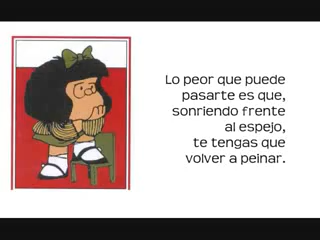 Lo peor que puede
pasarte es que,
sonriendo frente
al espejo,
te tengas que
volver a peinar.